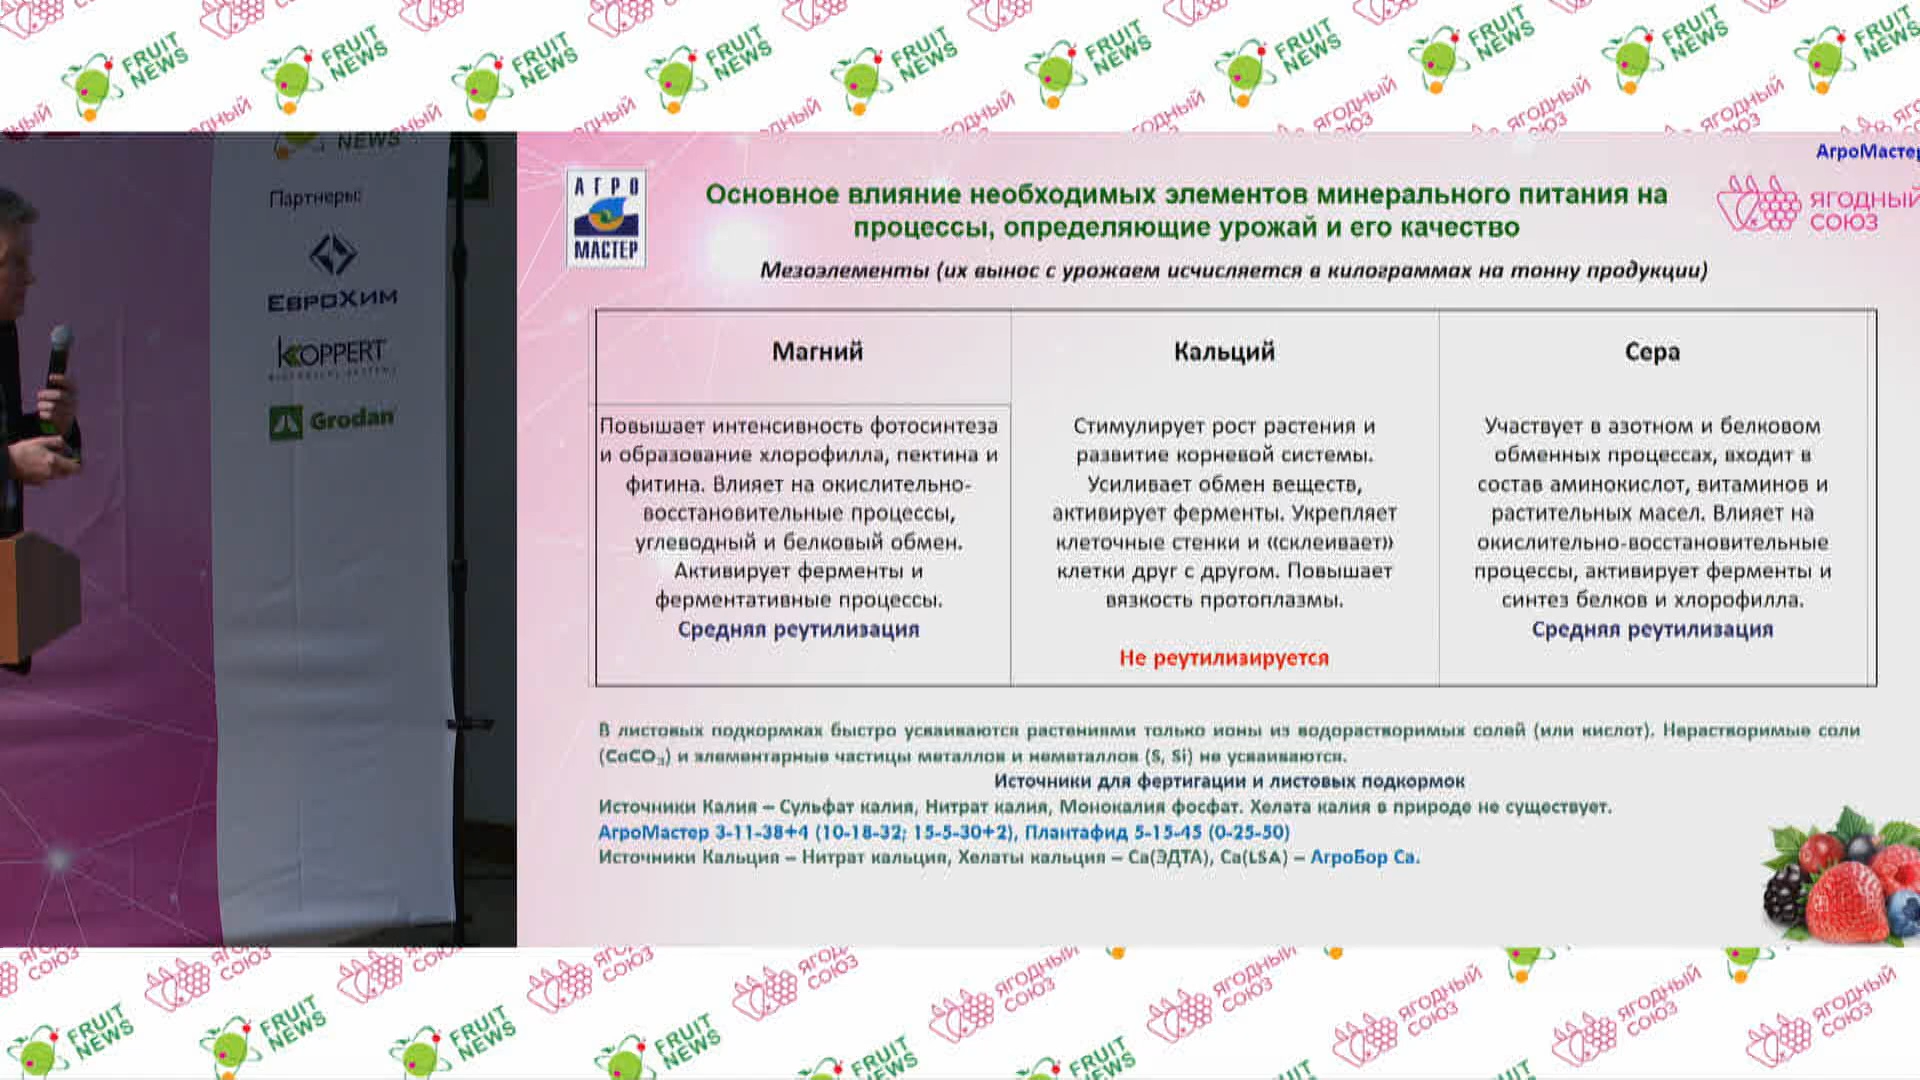 FRUIT NEWS
ЯГОДНЫЙ СОЮЗ
NEWS
Партнеры:
ЕВРОХИМ
KOPPERT
Grodan
АгроМастер
АГРО
МАСТЕР
ЯГОДНЫЙ
СОЮЗ
Основное влияние необходимых элементов минерального питания на
процессы, определяющие урожай и его качество
Мезоэлементы (их вынос с урожаем исчисляется в килограммах на тонну продукции)
Магний
Повышает интенсивность фотосинтеза
и образование хлорофилла, пектина и
фитина. Влияет на окислительно-
восстановительные процессы,
углеводный и белковый обмен.
Активирует ферменты и
ферментативные процессы.
Средняя реутилизация
Кальций
Стимулирует рост растения и
развитие корневой системы.
Усиливает обмен веществ,
активирует ферменты. Укрепляет
клеточные стенки и «склеивает»
клетки друг с другом. Повышает
вязкость протоплазмы.
Не реутилизируется
Сера
Участвует в азотном и белковом
обменных процессах, входит в
состав аминокислот, витаминов и
растительных масел. Влияет на
окислительно-восстановительные
процессы, активирует ферменты и
синтез белков и хлорофилла.
Средняя реутилизация
В листовых подкормках быстро усваиваются растениями только ионы из водорастворимых солей (или кислот). Нерастворимые соли
(CaCO₃) и элементарные частицы металлов и неметаллов (S, Si) не усваиваются.
Источники для фертигации и листовых подкормок
Источники Калия – Сульфат калия, Нитрат калия, Монокалия фосфат. Хелата калия в природе не существует.
АгроМастер 3-11-38+4 (10-18-32; 15-5-30+2), Плантафид 5-15-45 (0-25-50)
Источники Кальция – Нитрат кальция, Хелаты кальция – Ca(ЭДТА), Ca(LSA) – АгроБор Ca.